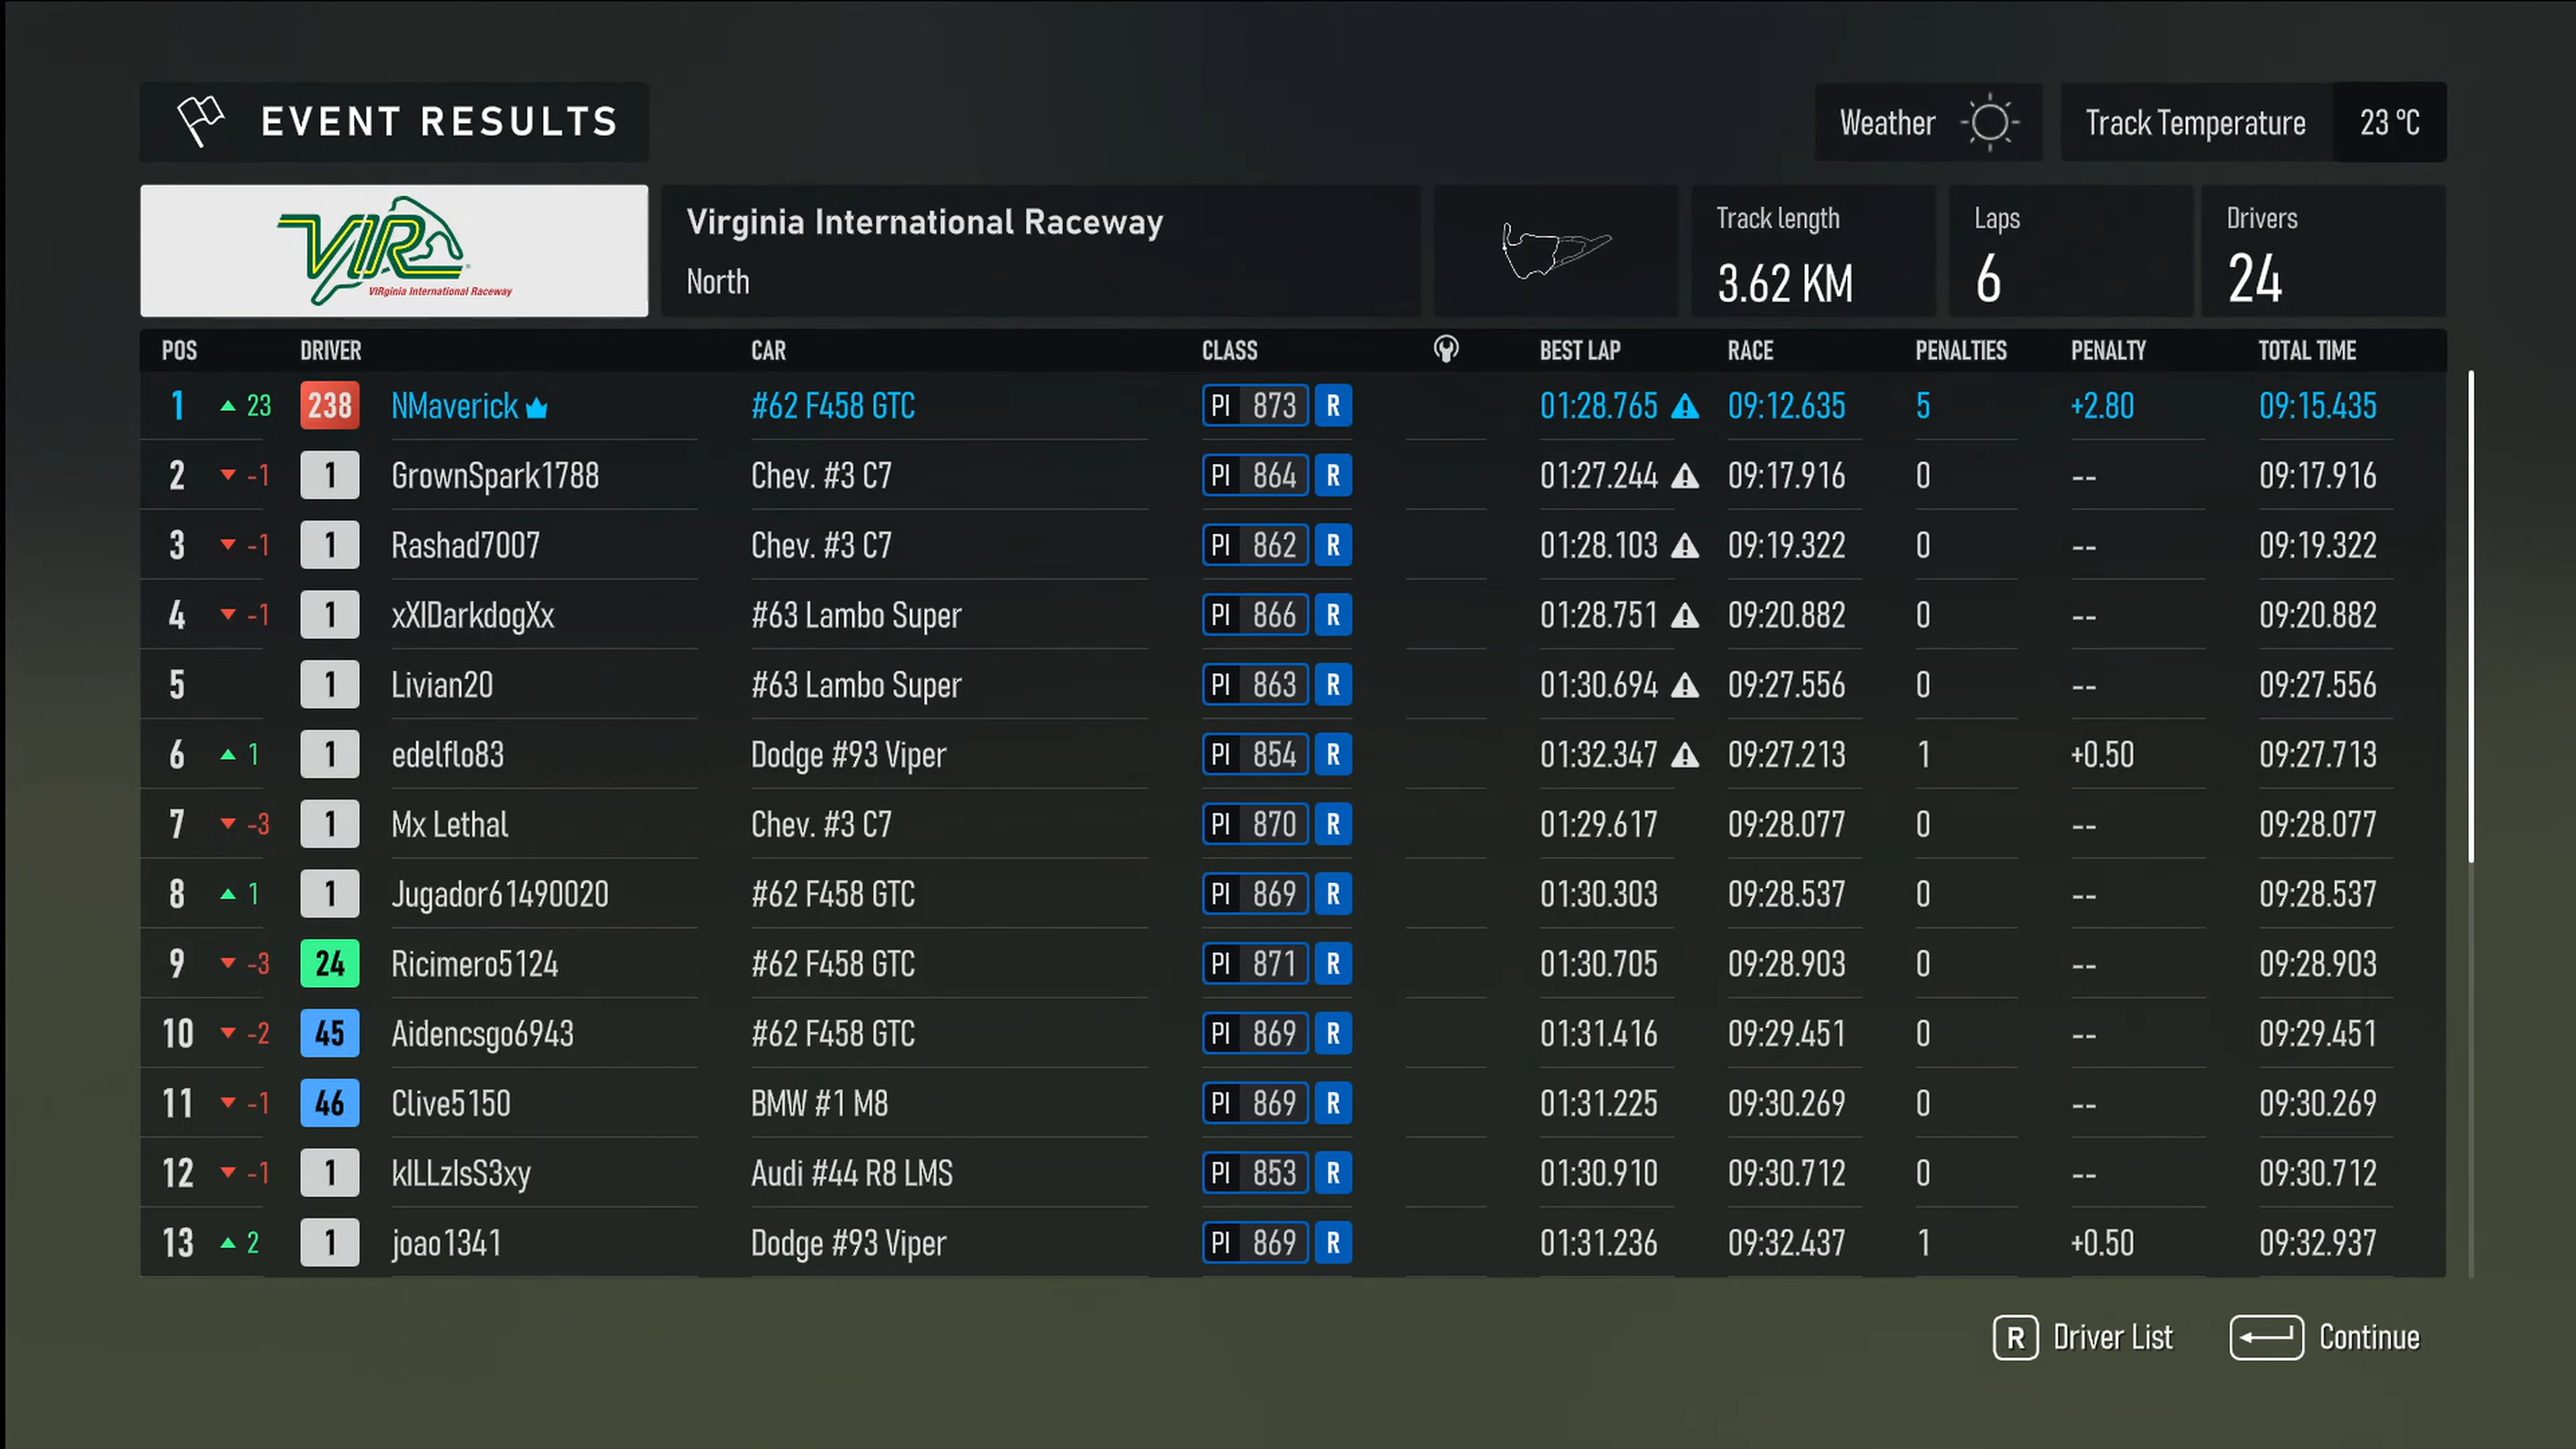 EVENT RESULTS
Weather
Track Temperature 23 °C
VIR
VIRginia International Raceway
Virginia International Raceway
North
Track length
3.62 KM
Laps
6
Drivers
24
POS DRIVER CAR CLASS BEST LAP RACE PENALTIES PENALTY TOTAL TIME
1 ▲ 23 238 NMaverick #62 F458 GTC PI 873 R 01:28.765 09:12.635 5 +2.80 09:15.435
2 ▼ -1 1 GrownSpark1788 Chev. #3 C7 PI 864 R 01:27.244 09:17.916 0 -- 09:17.916
3 ▼ -1 1 Rashad7007 Chev. #3 C7 PI 862 R 01:28.103 09:19.322 0 -- 09:19.322
4 ▼ -1 1 xXIDarkdogXx #63 Lambo Super PI 866 R 01:28.751 09:20.882 0 -- 09:20.882
5 1 Livian20 #63 Lambo Super PI 863 R 01:30.694 09:27.556 0 -- 09:27.556
6 ▲ 1 1 edelflo83 Dodge #93 Viper PI 854 R 01:32.347 09:27.213 1 +0.50 09:27.713
7 ▼ -3 1 Mx Lethal Chev. #3 C7 PI 870 R 01:29.617 09:28.077 0 -- 09:28.077
8 ▲ 1 1 Jugador61490020 #62 F458 GTC PI 869 R 01:30.303 09:28.537 0 -- 09:28.537
9 ▼ -3 24 Ricimero5124 #62 F458 GTC PI 871 R 01:30.705 09:28.903 0 -- 09:28.903
10 ▼ -2 45 Aidencsgo6943 #62 F458 GTC PI 869 R 01:31.416 09:29.451 0 -- 09:29.451
11 ▼ -1 46 Clive5150 BMW #1 M8 PI 869 R 01:31.225 09:30.269 0 -- 09:30.269
12 ▼ -1 1 kILLzIsS3xy Audi #44 R8 LMS PI 853 R 01:30.910 09:30.712 0 -- 09:30.712
13 ▲ 2 1 joao1341 Dodge #93 Viper PI 869 R 01:31.236 09:32.437 1 +0.50 09:32.937
R Driver List Continue